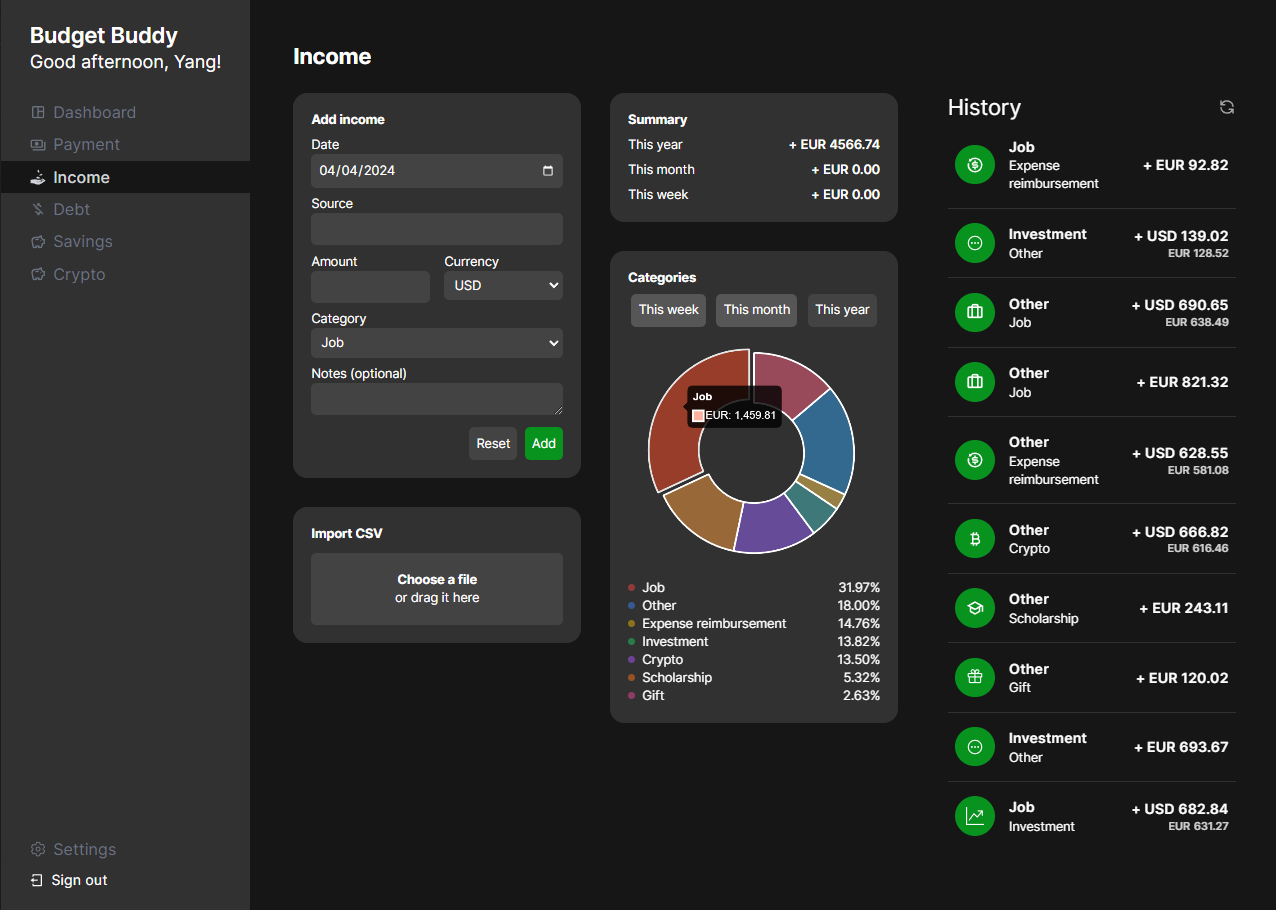 Budget Buddy
Good afternoon, Yang!
Dashboard
Payment
Income
Debt
Savings
Crypto
Settings
Sign out
Income
Add income
Date
04/04/2024
Source
Amount
Currency
USD
Category
Job
Notes (optional)
Reset
Add
Import CSV
Choose a file
or drag it here
Summary
This year + EUR 4566.74
This month + EUR 0.00
This week + EUR 0.00
Categories
This week This month This year
Job
EUR: 1,459.81
Job 31.97%
Other 18.00%
Expense reimbursement 14.76%
Investment 13.82%
Crypto 13.50%
Scholarship 5.32%
Gift 2.63%
History
Job
Expense
reimbursement
+ EUR 92.82
Investment
Other
+ USD 139.02
EUR 128.52
Other
Job
+ USD 690.65
EUR 638.49
Other
Job
+ EUR 821.32
Other
Expense
reimbursement
+ USD 628.55
EUR 581.08
Other
Crypto
+ USD 666.82
EUR 616.46
Other
Scholarship
+ EUR 243.11
Other
Gift
+ EUR 120.02
Investment
Other
+ EUR 693.67
Job
Investment
+ USD 682.84
EUR 631.27